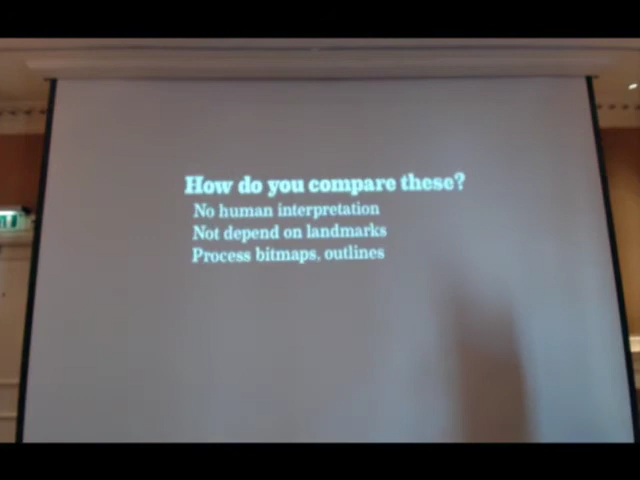 How do you compare these?
No human interpretation
Not depend on landmarks
Process bitmaps, outlines